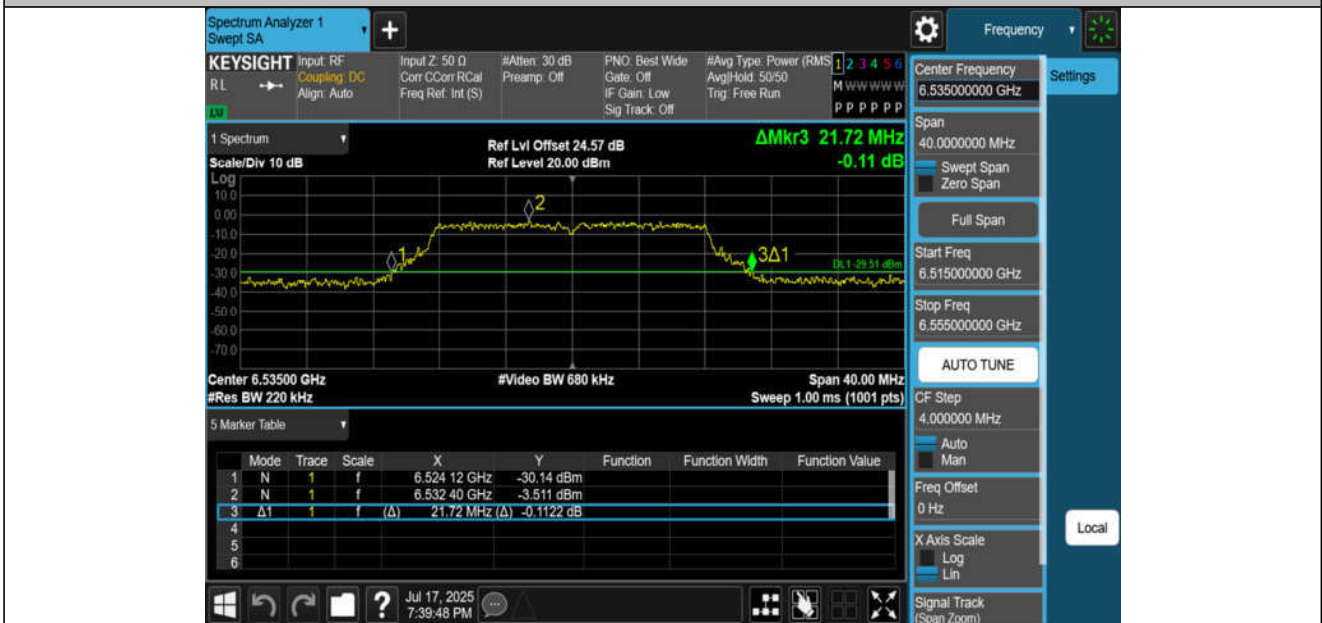 Spectrum Analyzer 1
Swept SA
+
Frequency
KEYSIGHT
RL
Input: RF
Coupling: DC
Align: Auto
Input Z: 50 Ω
Corr CCorr RCal
Freq Ref: Int (S)
#Atten: 30 dB
Preamp: Off
PNO: Best Wide
Gate: Off
IF Gain: Low
Sig Track: Off
#Avg Type: Power (RMS
Avg|Hold: 50/50
Trig: Free Run
1 2 3 4 5 6
M W W W W W
P P P P P P
Settings
Center Frequency
6.535000000 GHz
Span
40.0000000 MHz
Swept Span
Zero Span
Full Span
Start Freq
6.515000000 GHz
Stop Freq
6.555000000 GHz
AUTO TUNE
CF Step
4.000000 MHz
Auto
Man
Freq Offset
0 Hz
X Axis Scale
Log
Lin
Signal Track
(Span Zoom)
Local
1 Spectrum
Scale/Div 10 dB
Log
Ref Lvl Offset 24.57 dB
Ref Level 20.00 dBm
ΔMkr3 21.72 MHz
-0.11 dB
10.0
0.00
-10.0
-20.0
-30.0
-40.0
-50.0
-60.0
-70.0
1
2
3Δ1
DL1 -29.51 dBm
Center 6.53500 GHz
#Video BW 680 kHz
Span 40.00 MHz
#Res BW 220 kHz
Sweep 1.00 ms (1001 pts)
5 Marker Table
Mode Trace Scale X Y Function Function Width Function Value
1 N 1 f 6.524 12 GHz -30.14 dBm
2 N 1 f 6.532 40 GHz -3.511 dBm
3 Δ1 1 f (Δ) 21.72 MHz (Δ) -0.1122 dB
4
5
6
?
Jul 17, 2025
7:39:48 PM